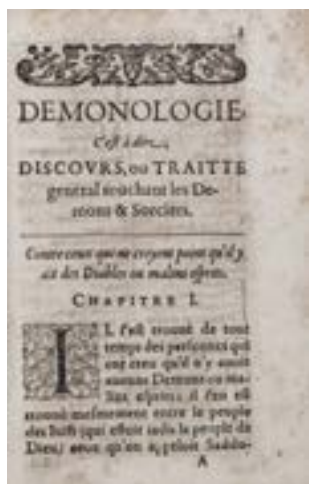 DEMONOLOGIE,
C'est à dire,
DISCOVRS, ou TRAITTE
general touchant les De-
mons & Sorciers.
Contre ceux qui ne croyent point qu'il y
ait des Diables ou malins esprits.
CHAPITRE I.
IL s'est trouué de tout
temps des personnes qui
ont creu qu'il n'y auoit
aucuns Demons ou ma-
lins esprits; il s'en est
trouué mesmement entre le peuple
des Iuifs (qui estoit iadis le peuple de
Dieu) ceux qu'on appeloit Saddu-
A